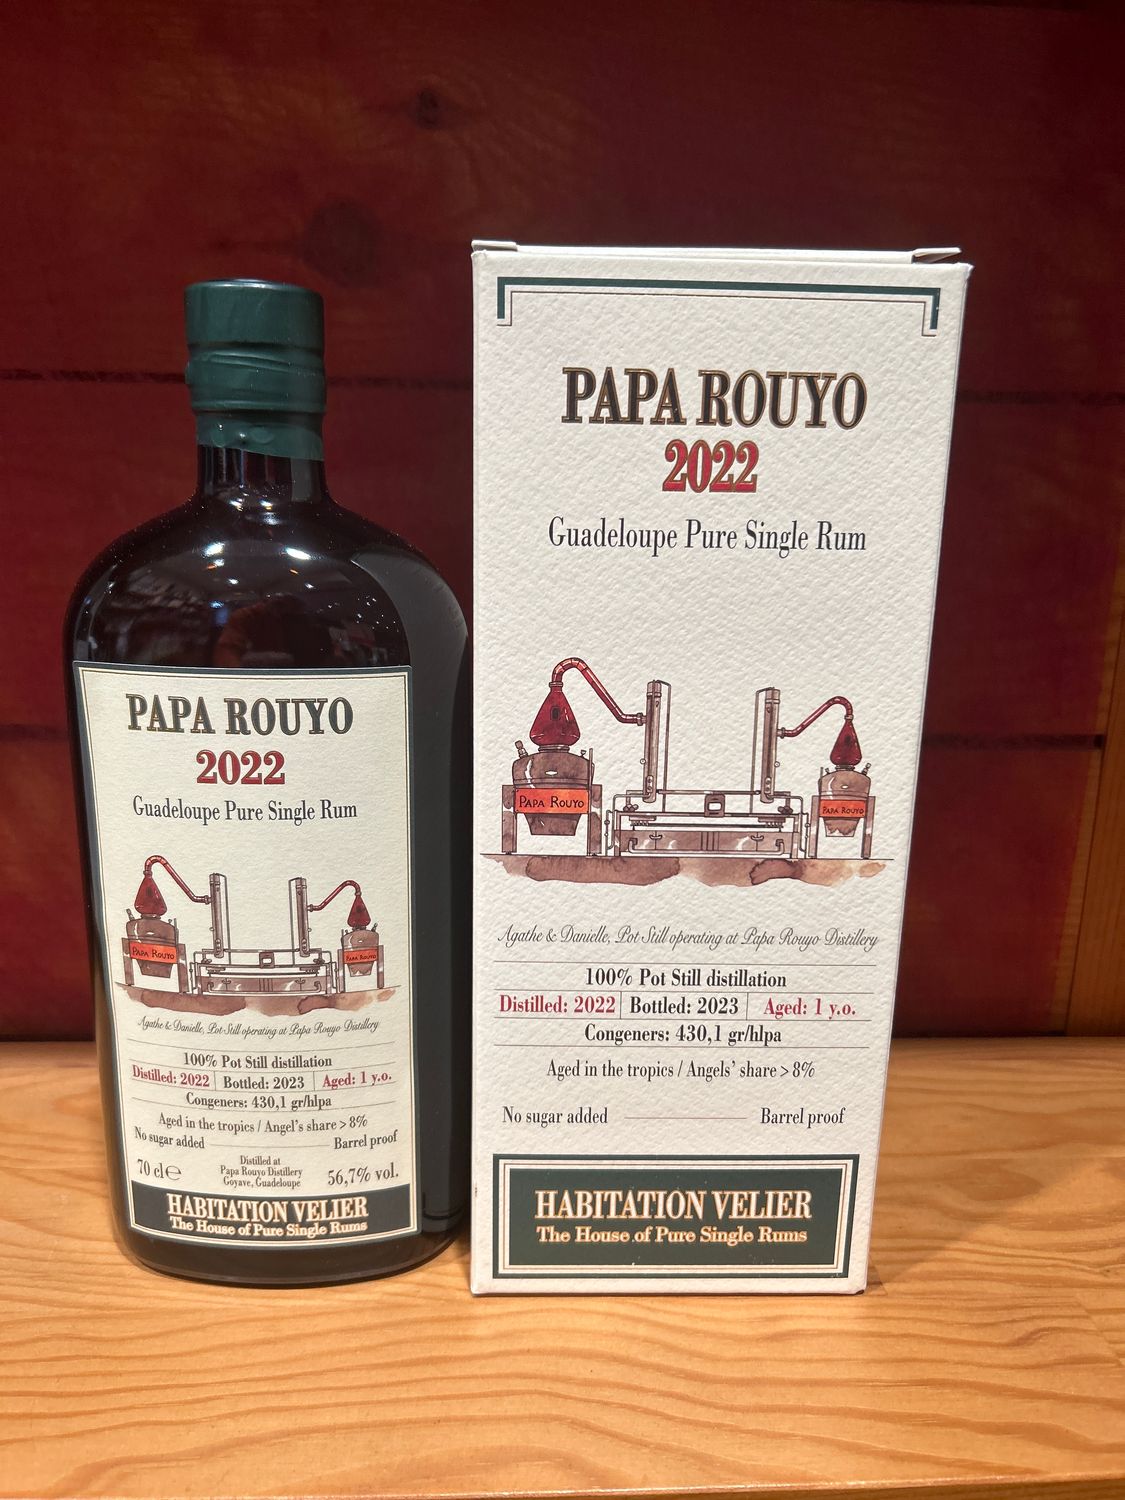 PAPA ROUYO
2022
Guadeloupe Pure Single Rum
PAPA ROUYO
PAPA ROUYO
Agathe & Danielle, Pot Still operating at Papa Rouyo Distillery
100% Pot Still distillation
Distilled: 2022 Bottled: 2023 Aged: 1 y.o.
Congeners: 430,1 gr/hlpa
Aged in the tropics / Angel's share > 8%
No sugar added Barrel proof
70 cl℮
Distilled at
Papa Rouyo Distillery
Goyave, Guadeloupe
56,7% vol.
HABITATION VELIER
The House of Pure Single Rums
PAPA ROUYO
2022
Guadeloupe Pure Single Rum
PAPA ROUYO
PAPA ROUYO
Agathe & Danielle, Pot Still operating at Papa Rouyo Distillery
100% Pot Still distillation
Distilled: 2022 Bottled: 2023 Aged: 1 y.o.
Congeners: 430,1 gr/hlpa
Aged in the tropics / Angels' share > 8%
No sugar added Barrel proof
HABITATION VELIER
The House of Pure Single Rums